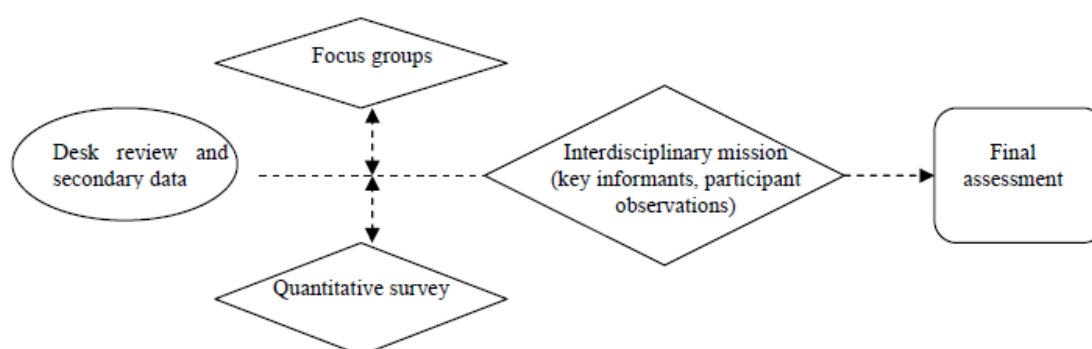 Focus groups
Desk review and
secondary data
Interdisciplinary mission
(key informants, participant
observations)
Final
assessment
Quantitative survey